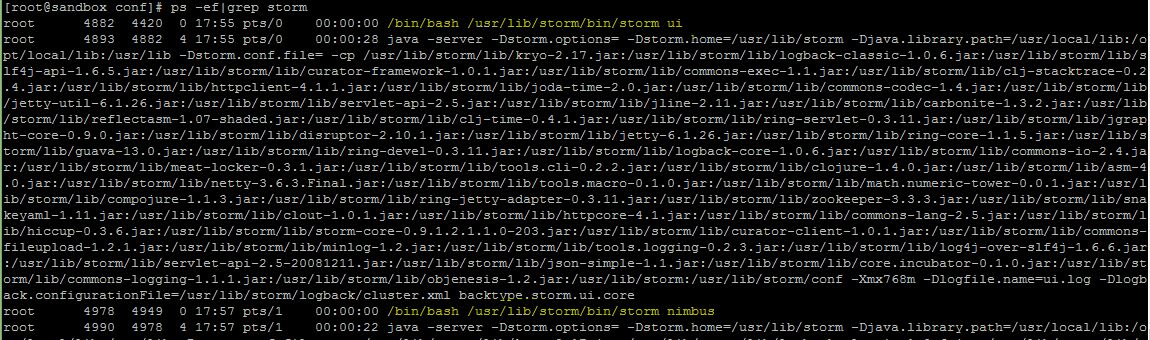 [root@sandbox conf]# ps -ef|grep storm
root      4882  4420  0 17:55 pts/0    00:00:00 /bin/bash /usr/lib/storm/bin/storm ui
root      4893  4882  4 17:55 pts/0    00:00:28 java -server -Dstorm.options= -Dstorm.home=/usr/lib/storm -Djava.library.path=/usr/local/lib:/o
pt/local/lib:/usr/lib -Dstorm.conf.file= -cp /usr/lib/storm/lib/kryo-2.17.jar:/usr/lib/storm/lib/logback-classic-1.0.6.jar:/usr/lib/storm/lib/s
lf4j-api-1.6.5.jar:/usr/lib/storm/lib/curator-framework-1.0.1.jar:/usr/lib/storm/lib/commons-exec-1.1.jar:/usr/lib/storm/lib/clj-stacktrace-0.2
.4.jar:/usr/lib/storm/lib/httpclient-4.1.1.jar:/usr/lib/storm/lib/joda-time-2.0.jar:/usr/lib/storm/lib/commons-codec-1.4.jar:/usr/lib/storm/lib
/jetty-util-6.1.26.jar:/usr/lib/storm/lib/servlet-api-2.5.jar:/usr/lib/storm/lib/jline-2.11.jar:/usr/lib/storm/lib/carbonite-1.3.2.jar:/usr/lib
/storm/lib/reflectasm-1.07-shaded.jar:/usr/lib/storm/lib/clj-time-0.4.1.jar:/usr/lib/storm/lib/ring-servlet-0.3.11.jar:/usr/lib/storm/lib/jgrap
ht-core-0.9.0.jar:/usr/lib/storm/lib/disruptor-2.10.1.jar:/usr/lib/storm/lib/jetty-6.1.26.jar:/usr/lib/storm/lib/ring-core-1.1.5.jar:/usr/lib/s
torm/lib/guava-13.0.jar:/usr/lib/storm/lib/ring-devel-0.3.11.jar:/usr/lib/storm/lib/logback-core-1.0.6.jar:/usr/lib/storm/lib/commons-io-2.4.ja
r:/usr/lib/storm/lib/meat-locker-0.3.1.jar:/usr/lib/storm/lib/tools.cli-0.2.2.jar:/usr/lib/storm/lib/clojure-1.4.0.jar:/usr/lib/storm/lib/asm-4
.0.jar:/usr/lib/storm/lib/netty-3.6.3.Final.jar:/usr/lib/storm/lib/tools.macro-0.1.0.jar:/usr/lib/storm/lib/math.numeric-tower-0.0.1.jar:/usr/l
ib/storm/lib/compojure-1.1.3.jar:/usr/lib/storm/lib/ring-jetty-adapter-0.3.11.jar:/usr/lib/storm/lib/zookeeper-3.3.3.jar:/usr/lib/storm/lib/sna
keyaml-1.11.jar:/usr/lib/storm/lib/clout-1.0.1.jar:/usr/lib/storm/lib/httpcore-4.1.jar:/usr/lib/storm/lib/commons-lang-2.5.jar:/usr/lib/storm/l
ib/hiccup-0.3.6.jar:/usr/lib/storm/lib/storm-core-0.9.1.2.1.1.0-203.jar:/usr/lib/storm/lib/curator-client-1.0.1.jar:/usr/lib/storm/lib/commons-
fileupload-1.2.1.jar:/usr/lib/storm/lib/minlog-1.2.jar:/usr/lib/storm/lib/tools.logging-0.2.3.jar:/usr/lib/storm/lib/log4j-over-slf4j-1.6.6.jar
:/usr/lib/storm/lib/servlet-api-2.5-20081211.jar:/usr/lib/storm/lib/json-simple-1.1.jar:/usr/lib/storm/lib/core.incubator-0.1.0.jar:/usr/lib/st
orm/lib/commons-logging-1.1.1.jar:/usr/lib/storm/lib/objenesis-1.2.jar:/usr/lib/storm:/usr/lib/storm/conf -Xmx768m -Dlogfile.name=ui.log -Dlogb
ack.configurationFile=/usr/lib/storm/logback/cluster.xml backtype.storm.ui.core
root      4978  4949  0 17:57 pts/1    00:00:00 /bin/bash /usr/lib/storm/bin/storm nimbus
root      4990  4978  4 17:57 pts/1    00:00:22 java -server -Dstorm.options= -Dstorm.home=/usr/lib/storm -Djava.library.path=/usr/local/lib:/o